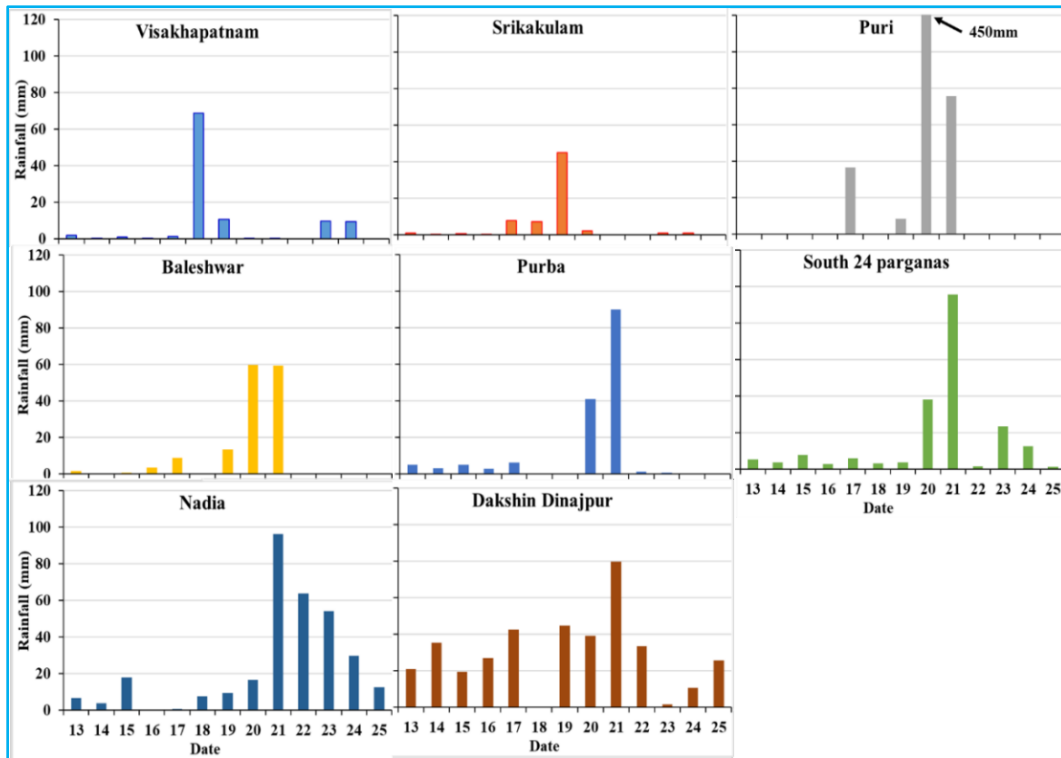 Visakhapatnam
120
100
80
60
40
20
0
Rainfall (mm)
Srikakulam
Puri
450mm
Baleshwar
120
100
80
60
40
20
0
Rainfall (mm)
Purba
South 24 parganas
13 14 15 16 17 18 19 20 21 22 23 24 25
Date
Nadia
120
100
80
60
40
20
0
Rainfall (mm)
13 14 15 16 17 18 19 20 21 22 23 24 25
Date
Dakshin Dinajpur
13 14 15 16 17 18 19 20 21 22 23 24 25
Date